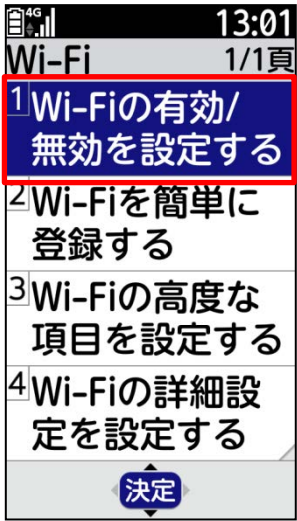 4G 13:01
Wi-Fi 1/1頁
1 Wi-Fiの有効/
無効を設定する
2 Wi-Fiを簡単に
登録する
3 Wi-Fiの高度な
項目を設定する
4 Wi-Fiの詳細設
定を設定する
決定